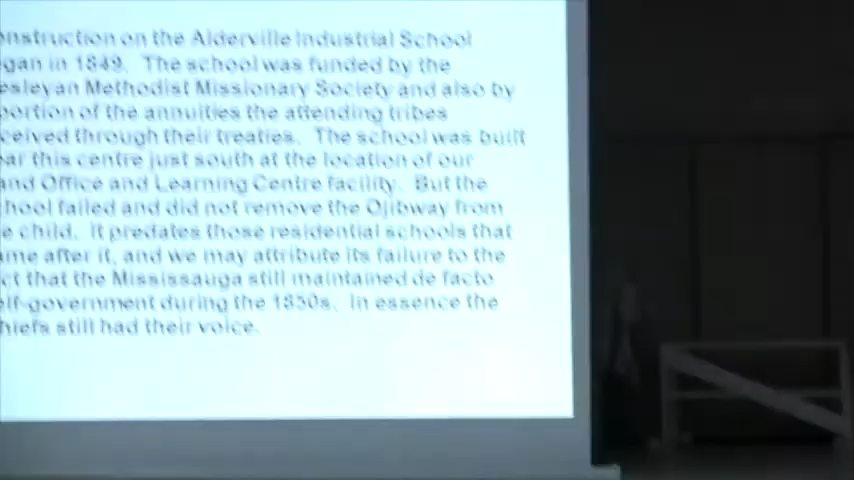 onstruction on the Alderville Industrial School
gan in 1849. The school was funded by the
esleyan Methodist Missionary Society and also by
portion of the annuities the attending tribes
ceived through their treaties. The school was built
ar this centre just south at the location of our
and Office and Learning Centre facility. But the
hool failed and did not remove the Ojibway from
e child. It predates those residential schools that
ame after it, and we may attribute its failure to the
ct that the Mississauga still maintained de facto
elf-government during the 1850s. In essence the
hiefs still had their voice.